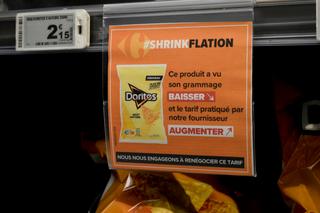 2€
15
#SHRINKFLATION
Doritos
Ce produit a vu
son grammage
BAISSER
et le tarif pratiqué par
notre fournisseur
AUGMENTER
NOUS NOUS ENGAGEONS À RENÉGOCIER CE TARIF